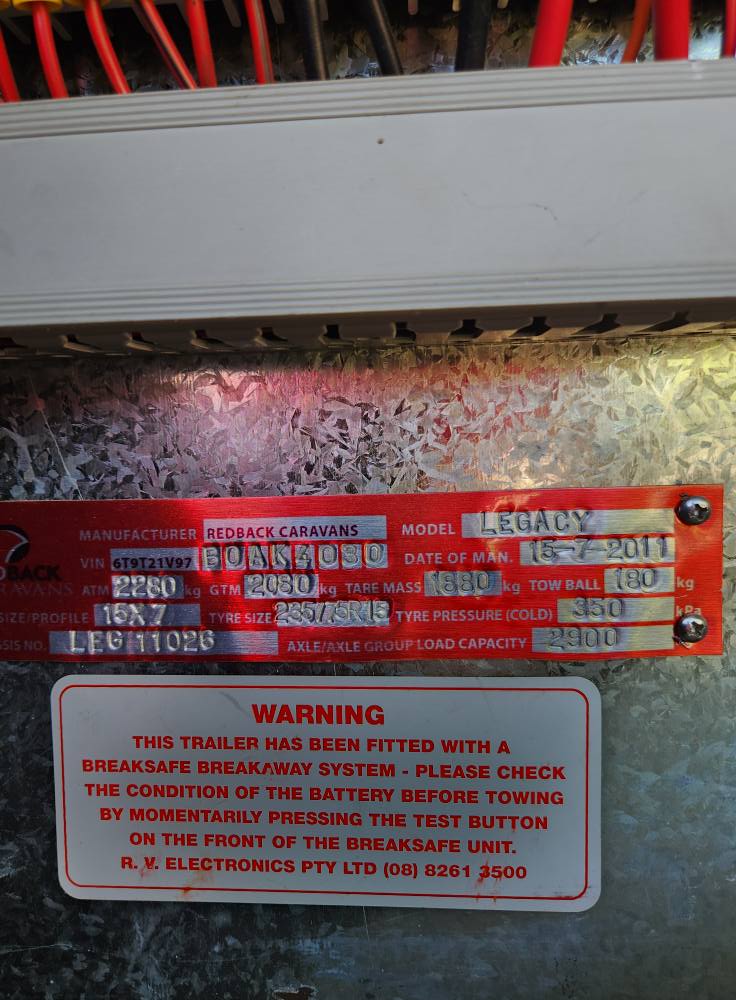 MANUFACTURER REDBACK CARAVANS MODEL LEGACY
VIN 6T9T21V97 BOAK4080 DATE OF MAN. 15-7-2011
DBACK
RAVANS
ATM 2280 kg GTM 2080 kg TARE MASS 1880 kg TOW BALL 180 kg
SIZE/PROFILE 15X7 TYRE SIZE 235/75R15 TYRE PRESSURE (COLD) 350 kPa
SSIS NO. LEG 11026 AXLE/AXLE GROUP LOAD CAPACITY 2900
WARNING
THIS TRAILER HAS BEEN FITTED WITH A
BREAKSAFE BREAKAWAY SYSTEM - PLEASE CHECK
THE CONDITION OF THE BATTERY BEFORE TOWING
BY MOMENTARILY PRESSING THE TEST BUTTON
ON THE FRONT OF THE BREAKSAFE UNIT.
R. V. ELECTRONICS PTY LTD (08) 8261 3500